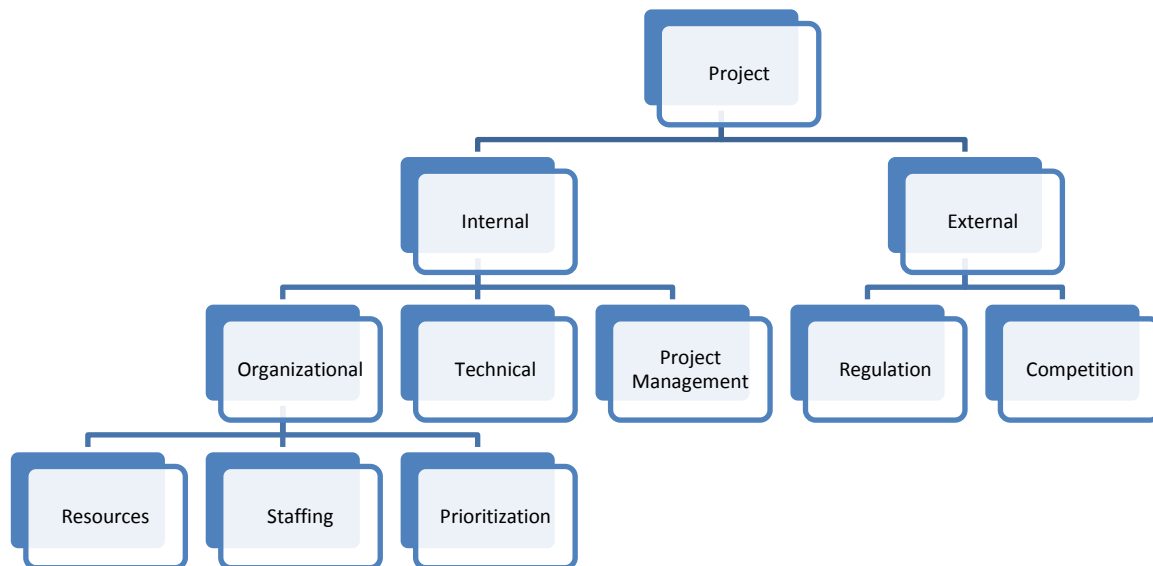 Project
Internal
External
Organizational
Technical
Project
Management
Regulation
Competition
Resources
Staffing
Prioritization